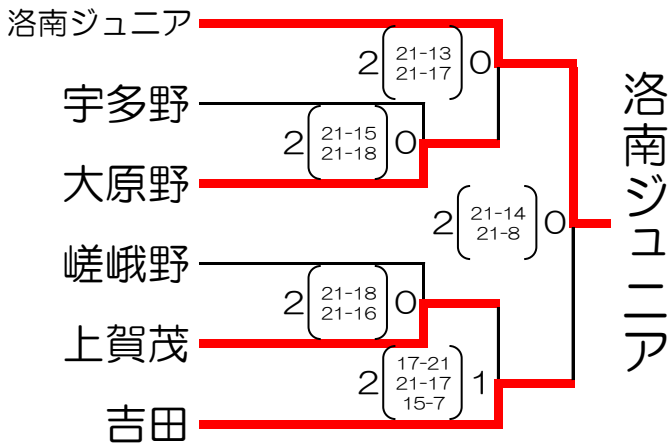 洛南ジュニア
2 21-13 0
21-17
宇多野
2 21-15 0
21-18
大原野
2 21-14 0
21-8
洛南ジュニア
嵯峨野
2 21-18 0
21-16
上賀茂
17-21
2 21-17 1
15-7
吉田